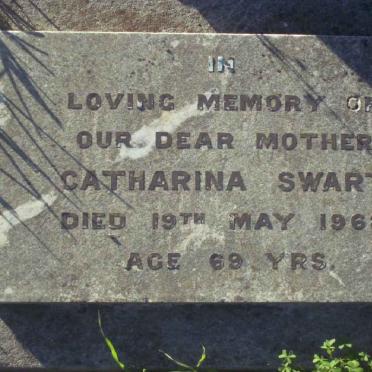 IN
LOVING MEMORY OF
OUR DEAR MOTHER
CATHARINA SWART
DIED 19TH MAY
AGE 69 YRS.